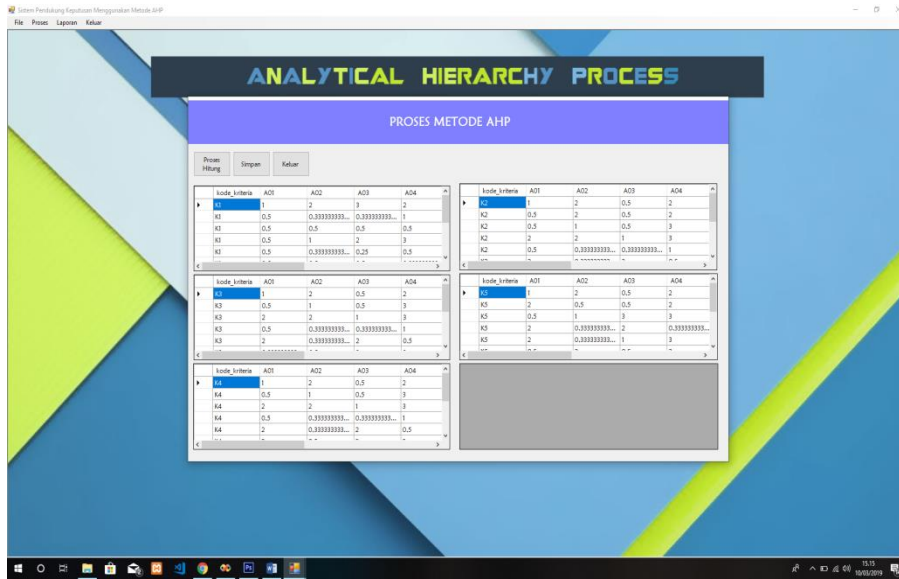 Sistem Pendukung Keputusan Menggunakan Metode AHP
File Proses Laporan Keluar
ANALYTICAL HIERARCHY PROCESS
PROSES METODE AHP
Proses Hitung Simpan Keluar
kode_kriteria A01 A02 A03 A04
K1 1 2 3 2
K1 0,5 0,333333333... 0,333333333... 1
K1 0,5 0,5 0,5 0,5
K1 0,5 1 2 3
K1 0,5 0,333333333... 0,25 0,5
kode_kriteria A01 A02 A03 A04
K2 1 2 0,5 2
K2 0,5 2 0,5 2
K2 0,5 1 0,5 3
K2 2 2 1 3
K2 0,5 0,333333333... 0,333333333... 1
kode_kriteria A01 A02 A03 A04
K3 1 2 0,5 2
K3 0,5 1 0,5 3
K3 2 2 1 3
K3 0,5 0,333333333... 0,333333333... 1
K3 2 0,333333333... 2 0,5
kode_kriteria A01 A02 A03 A04
K5 1 2 0,5 2
K5 2 0,5 0,5 2
K5 0,5 1 3 3
K5 2 0,333333333... 2 0,333333333...
K5 2 0,333333333... 1 3
kode_kriteria A01 A02 A03 A04
K4 1 2 0,5 2
K4 0,5 1 0,5 3
K4 2 2 1 3
K4 0,5 0,333333333... 0,333333333... 1
K4 2 0,333333333... 2 0,5
15.15
10/03/2019